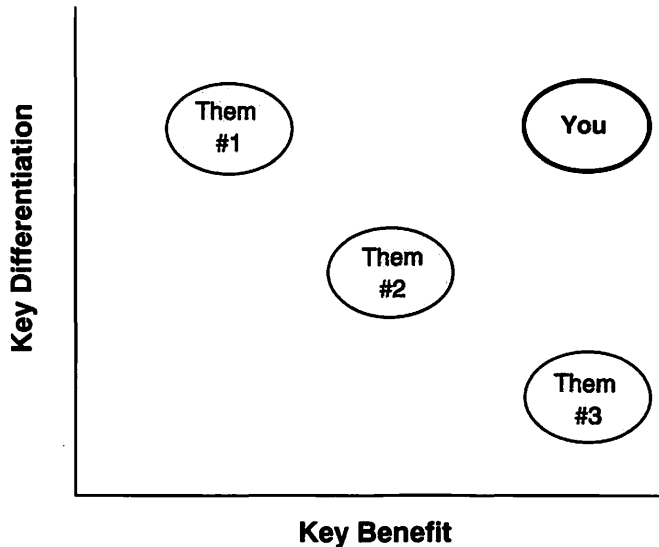 Key Differentiation
Them
#1
You
Them
#2
Them
#3
Key Benefit